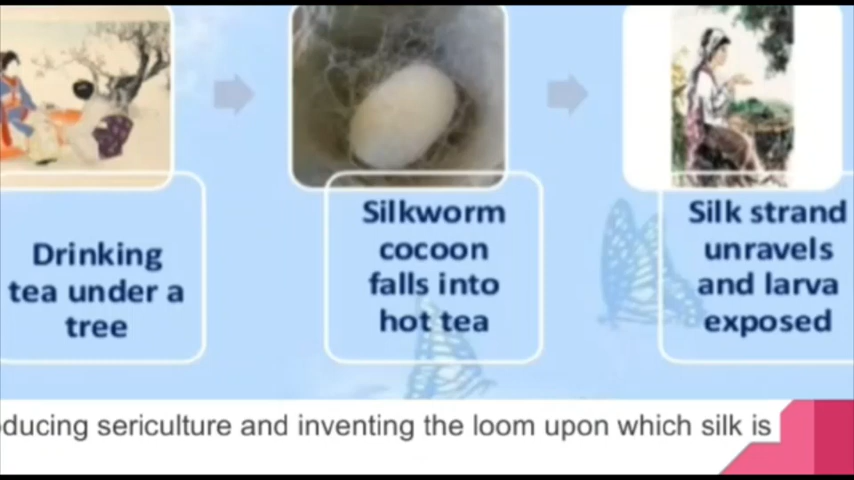 Drinking
tea under a
tree
Silkworm
cocoon
falls into
hot tea
Silk strand
unravels
and larva
exposed
oducing sericulture and inventing the loom upon which silk is